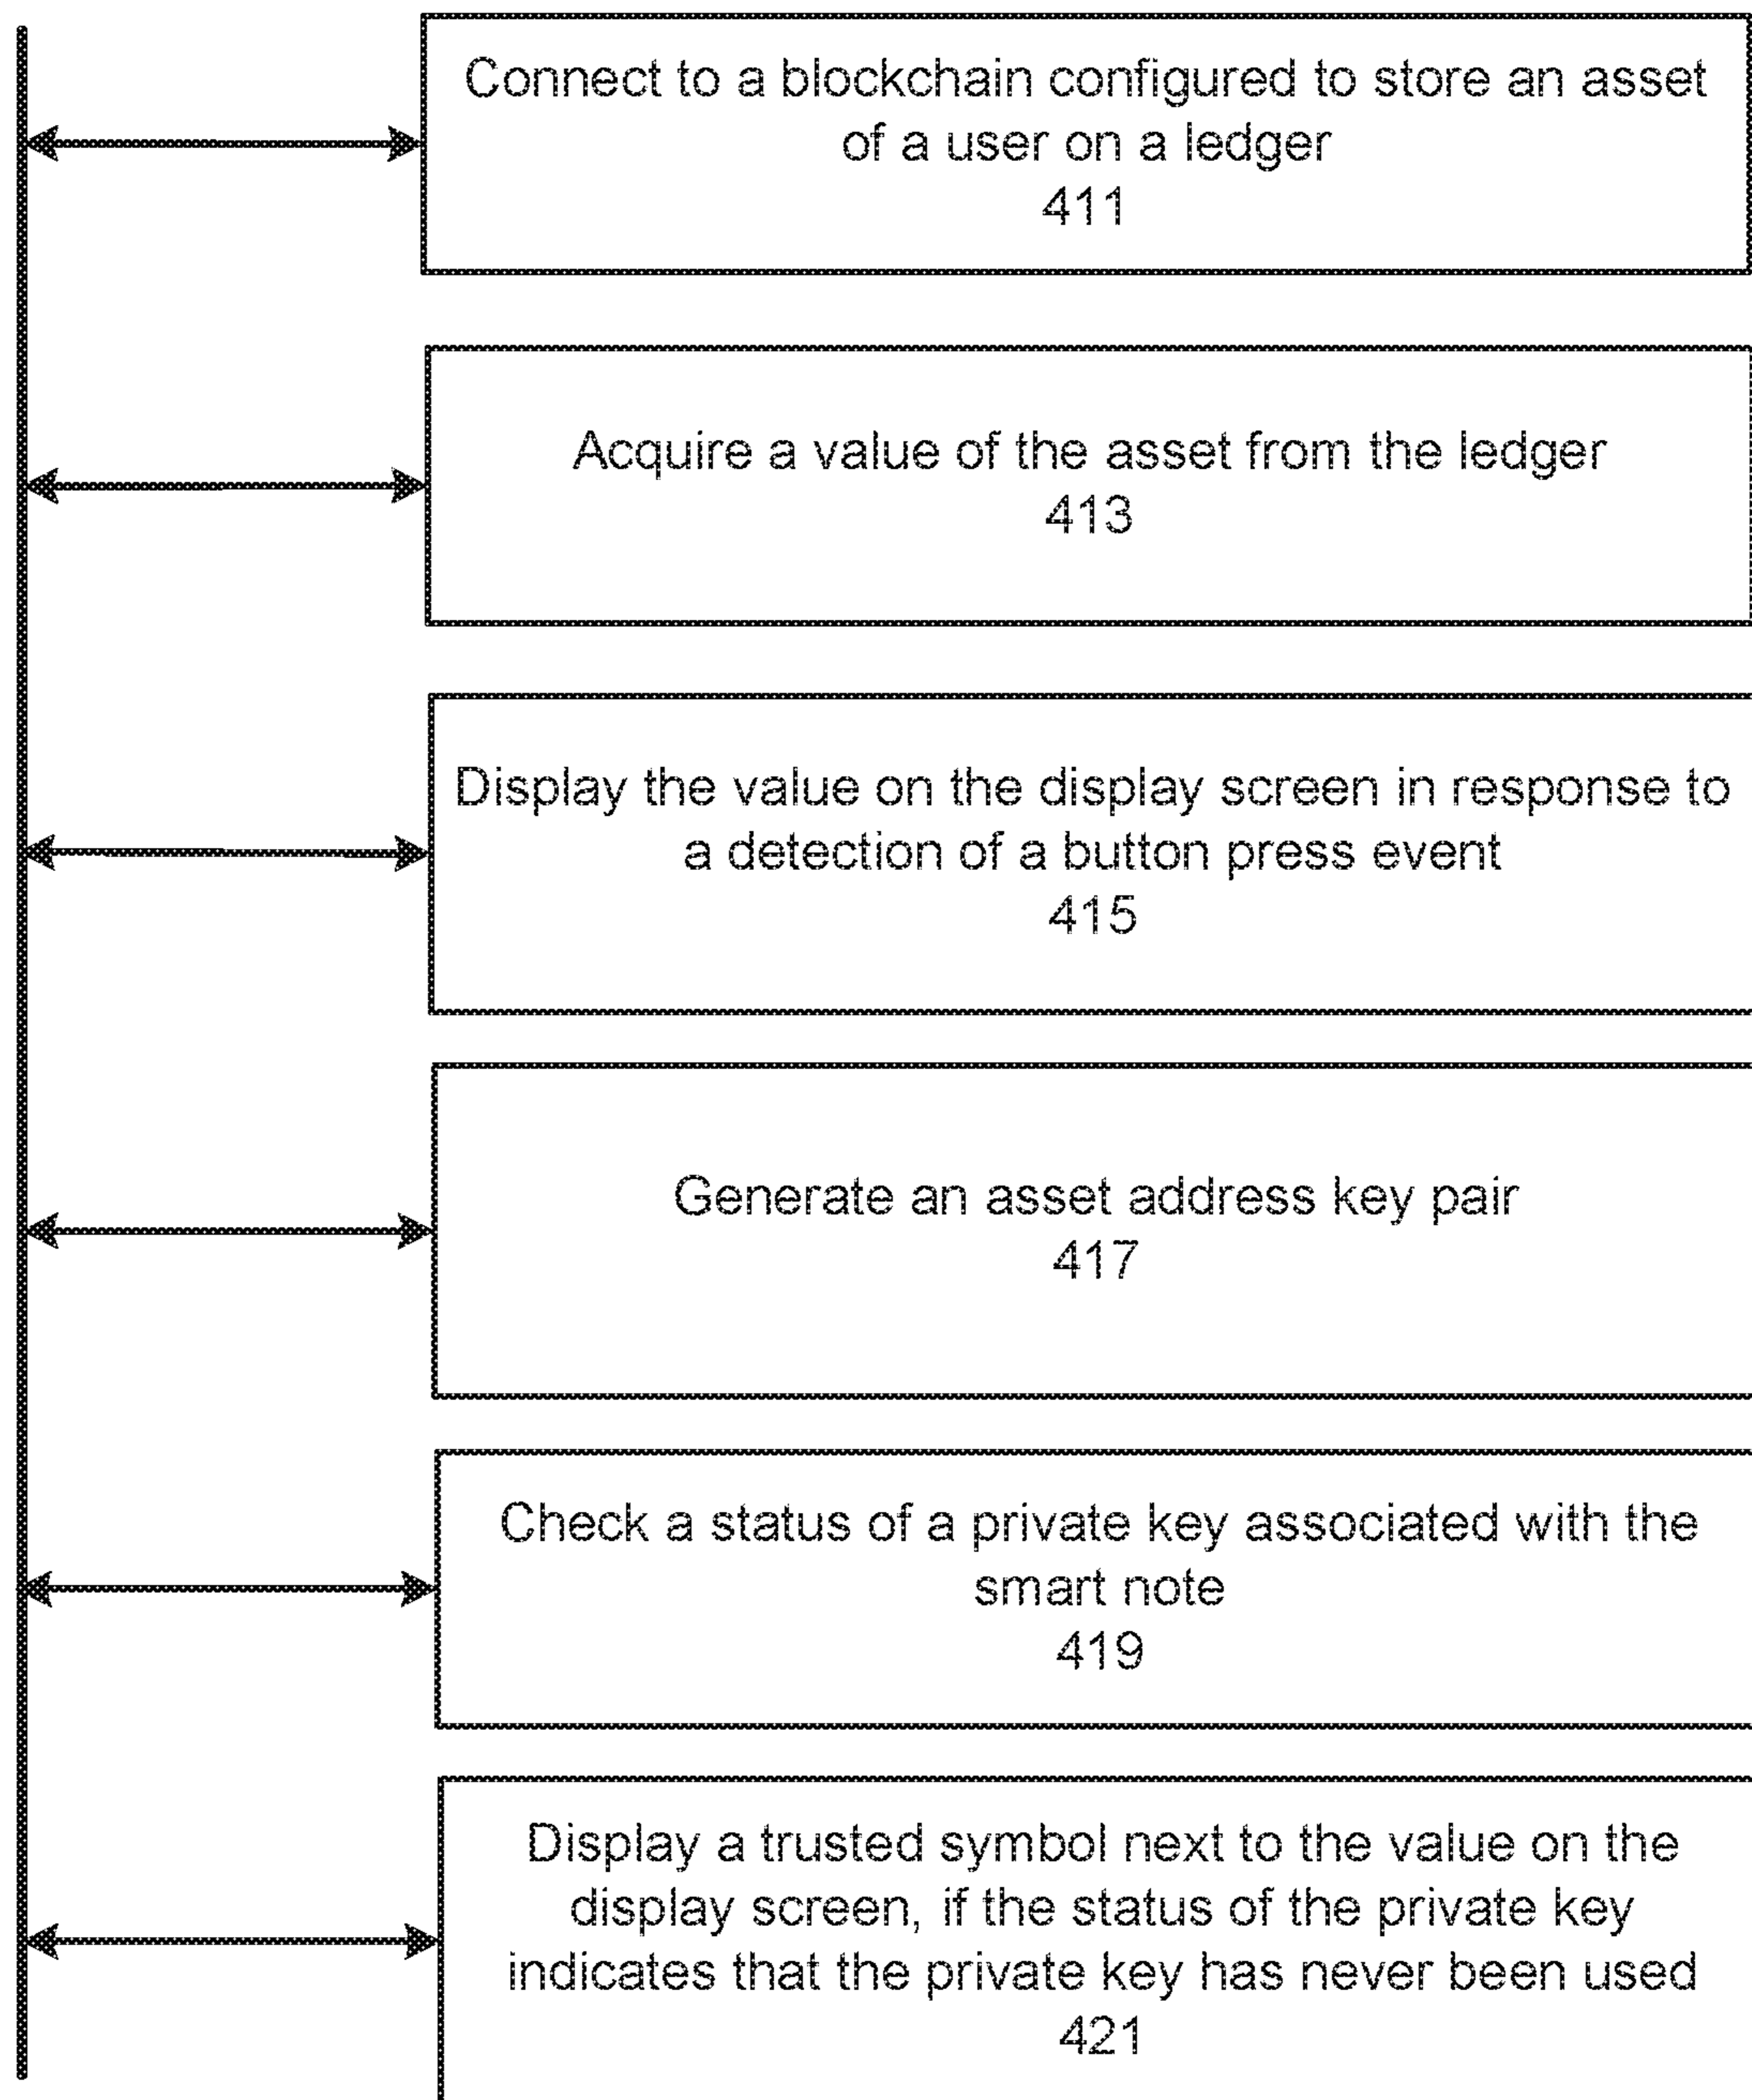 Connect to a blockchain configured to store an asset
of a user on a ledger
411
Acquire a value of the asset from the ledger
413
Display the value on the display screen in response to
a detection of a button press event
415
Generate an asset address key pair
417
Check a status of a private key associated with the
smart note
419
Display a trusted symbol next to the value on the
display screen, if the status of the private key
indicates that the private key has never been used
421